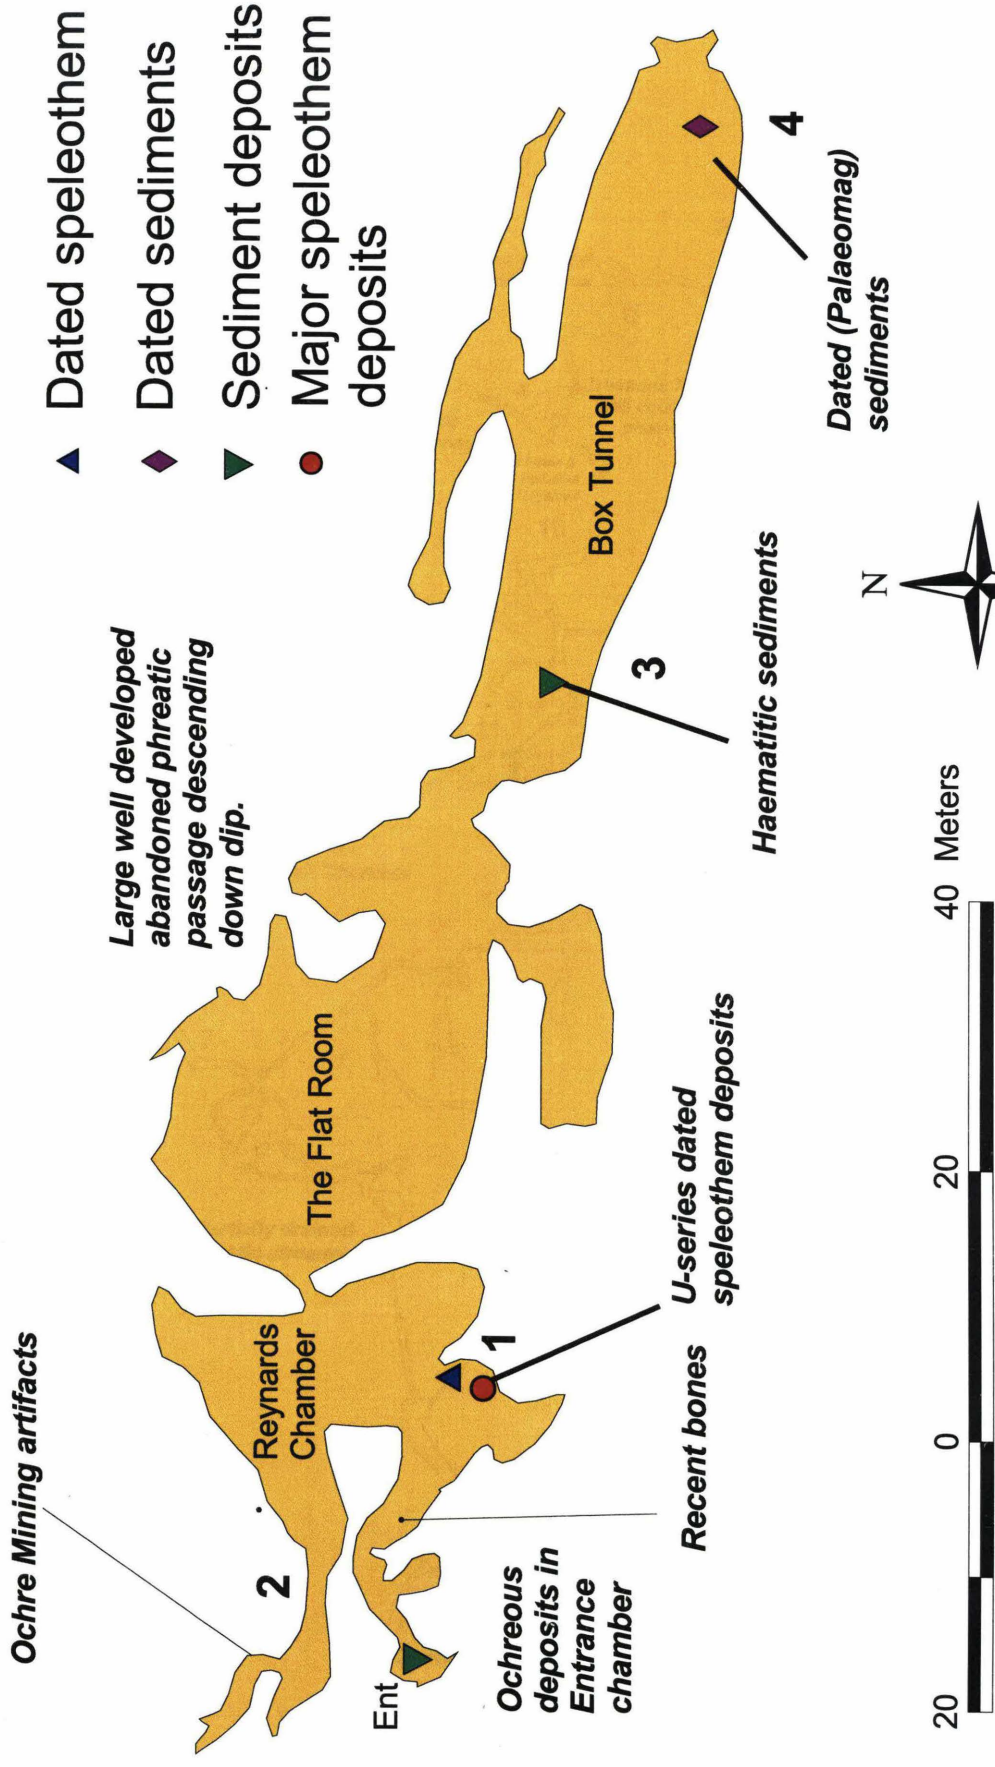 Ochre Mining artifacts
Large well developed
abandoned phreatic
passage descending
down dip.
Dated speleothem
Dated sediments
Sediment deposits
Major speleothem
deposits
2
Reynards
Chamber
The Flat Room
Ent
Box Tunnel
1
3
4
Ochreous
deposits in
Entrance
chamber
Recent bones
U-series dated
speleothem deposits
Haematitic sediments
Dated (Palaeomag)
sediments
N
20 0 20 40 Meters